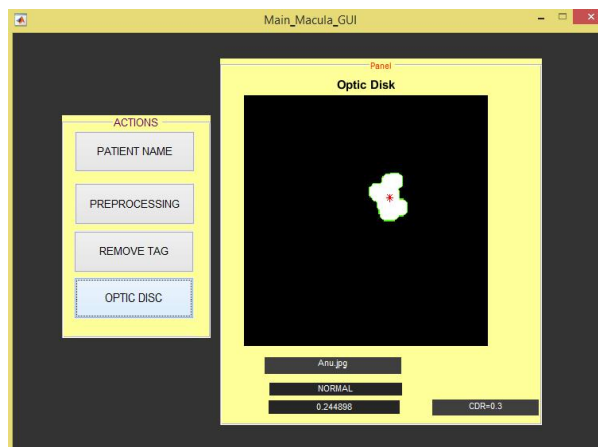 Main_Macula_GUI
ACTIONS
PATIENT NAME
PREPROCESSING
REMOVE TAG
OPTIC DISC
Panel
Optic Disk
Anu.jpg
NORMAL
0.244898
CDR=0.3